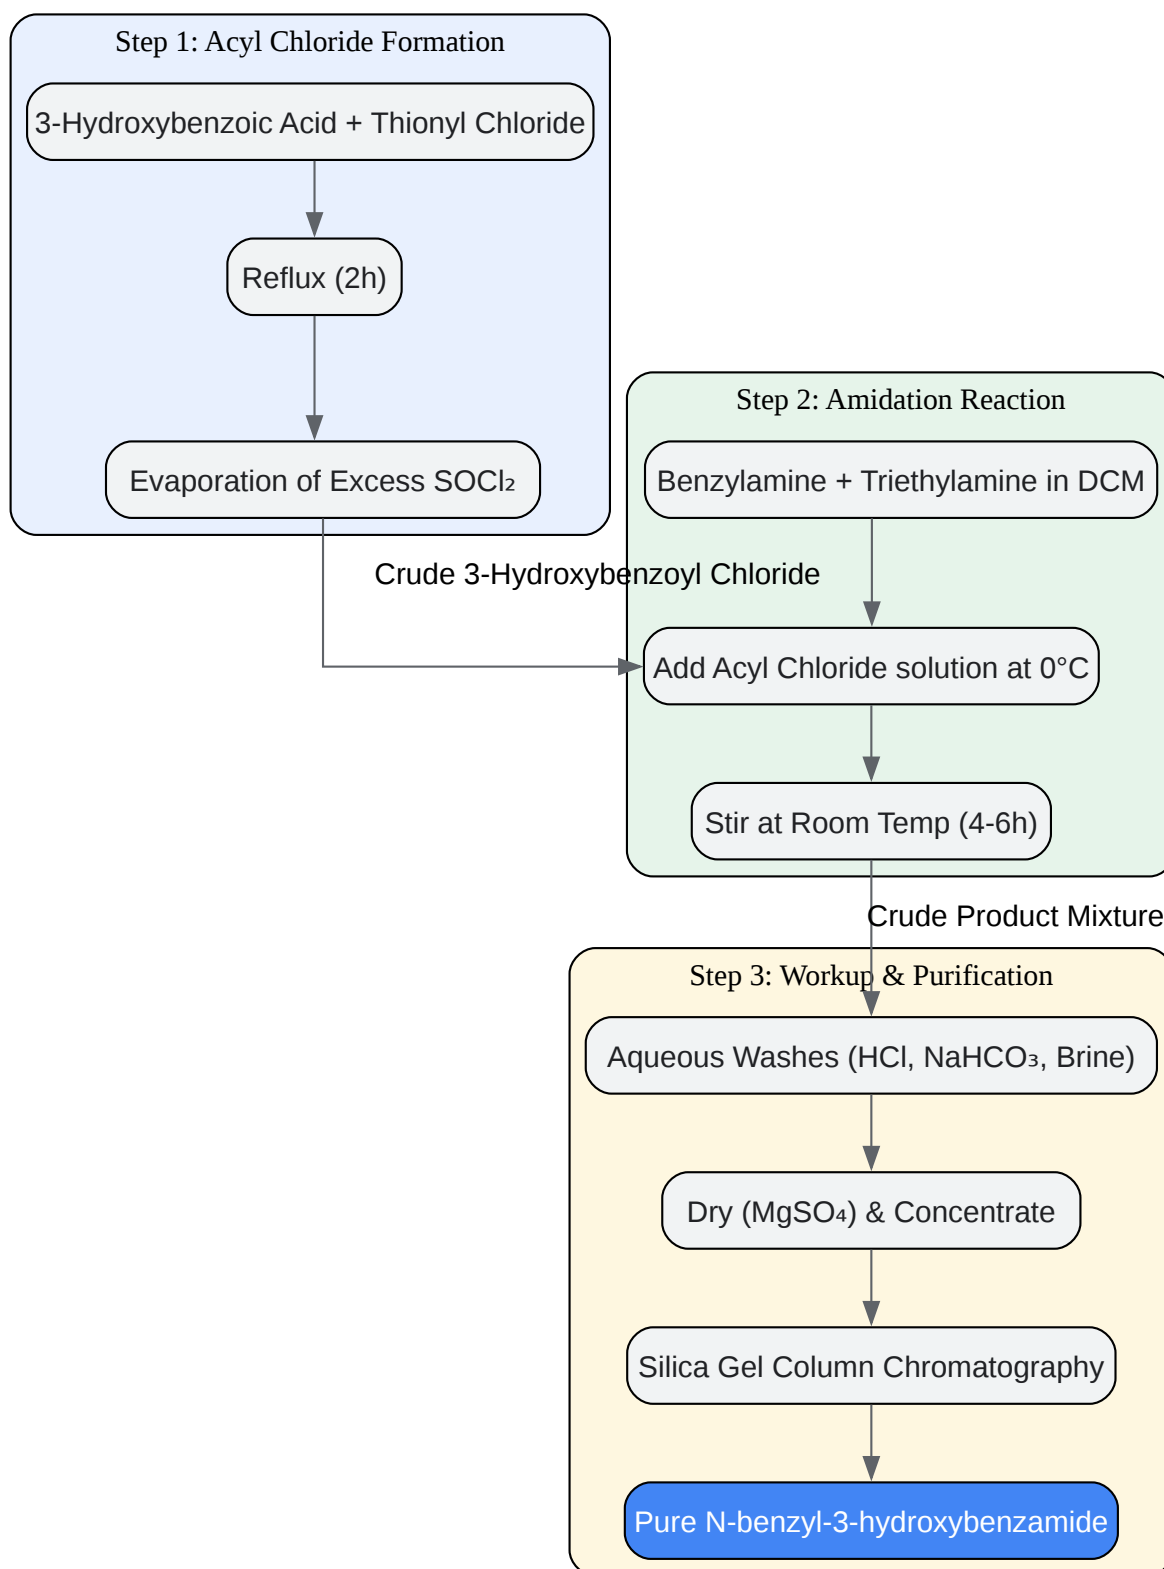 Step 1: Acyl Chloride Formation
3-Hydroxybenzoic Acid + Thionyl Chloride
Reflux (2h)
Evaporation of Excess SOCl₂
Crude 3-Hydroxybenzoyl Chloride
Step 2: Amidation Reaction
Benzylamine + Triethylamine in DCM
Add Acyl Chloride solution at 0°C
Stir at Room Temp (4-6h)
Crude Product Mixture
Step 3: Workup & Purification
Aqueous Washes (HCl, NaHCO₃, Brine)
Dry (MgSO₄) & Concentrate
Silica Gel Column Chromatography
Pure N-benzyl-3-hydroxybenzamide